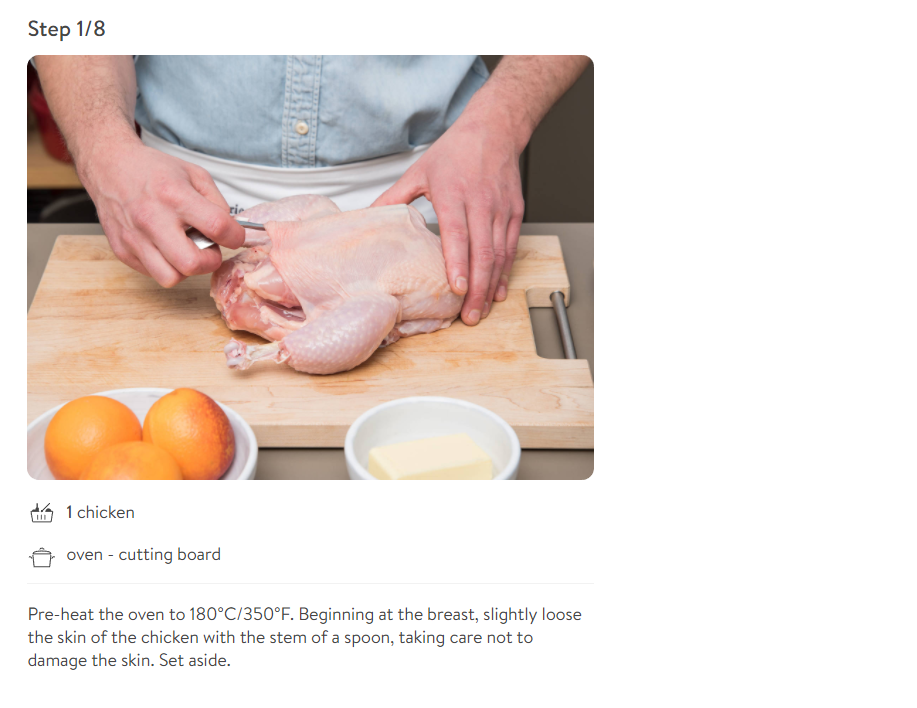 Step 1/8
1 chicken
oven - cutting board
Pre-heat the oven to 180°C/350°F. Beginning at the breast, slightly loose
the skin of the chicken with the stem of a spoon, taking care not to
damage the skin. Set aside.